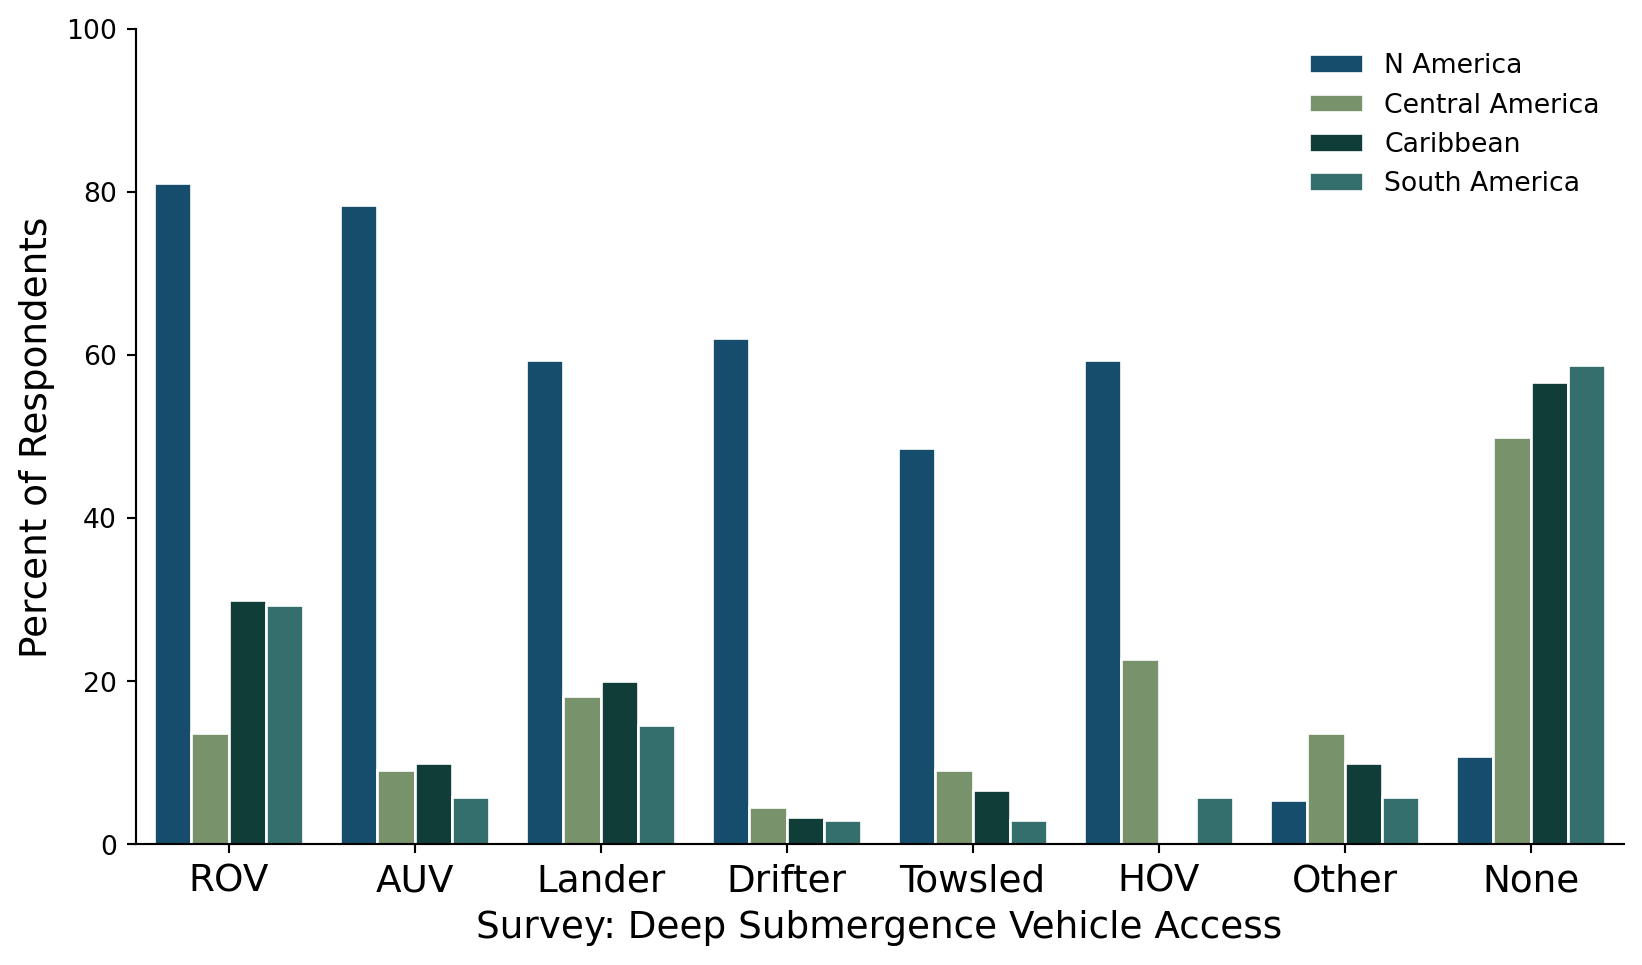 100
80
60
40
20
0
Percent of Respondents
N America
Central America
Caribbean
South America
ROV AUV Lander Drifter Towsled HOV Other None
Survey: Deep Submergence Vehicle Access